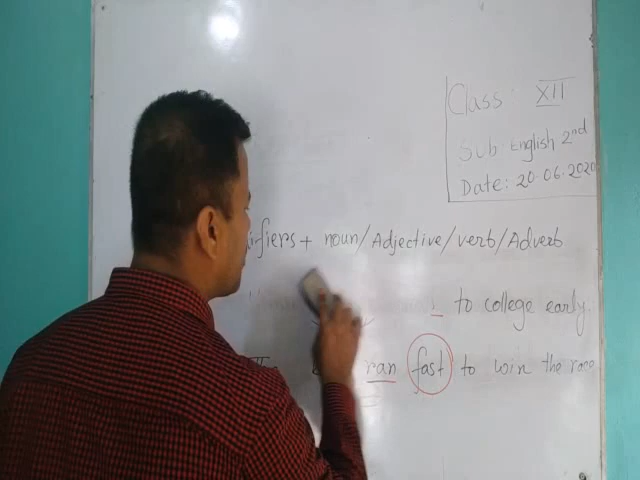 Class: XII
Sub: English 2nd
Date: 20.06.2020
fiers + noun/Adjective/verb/Adverb
to college early.
ran fast to win the race